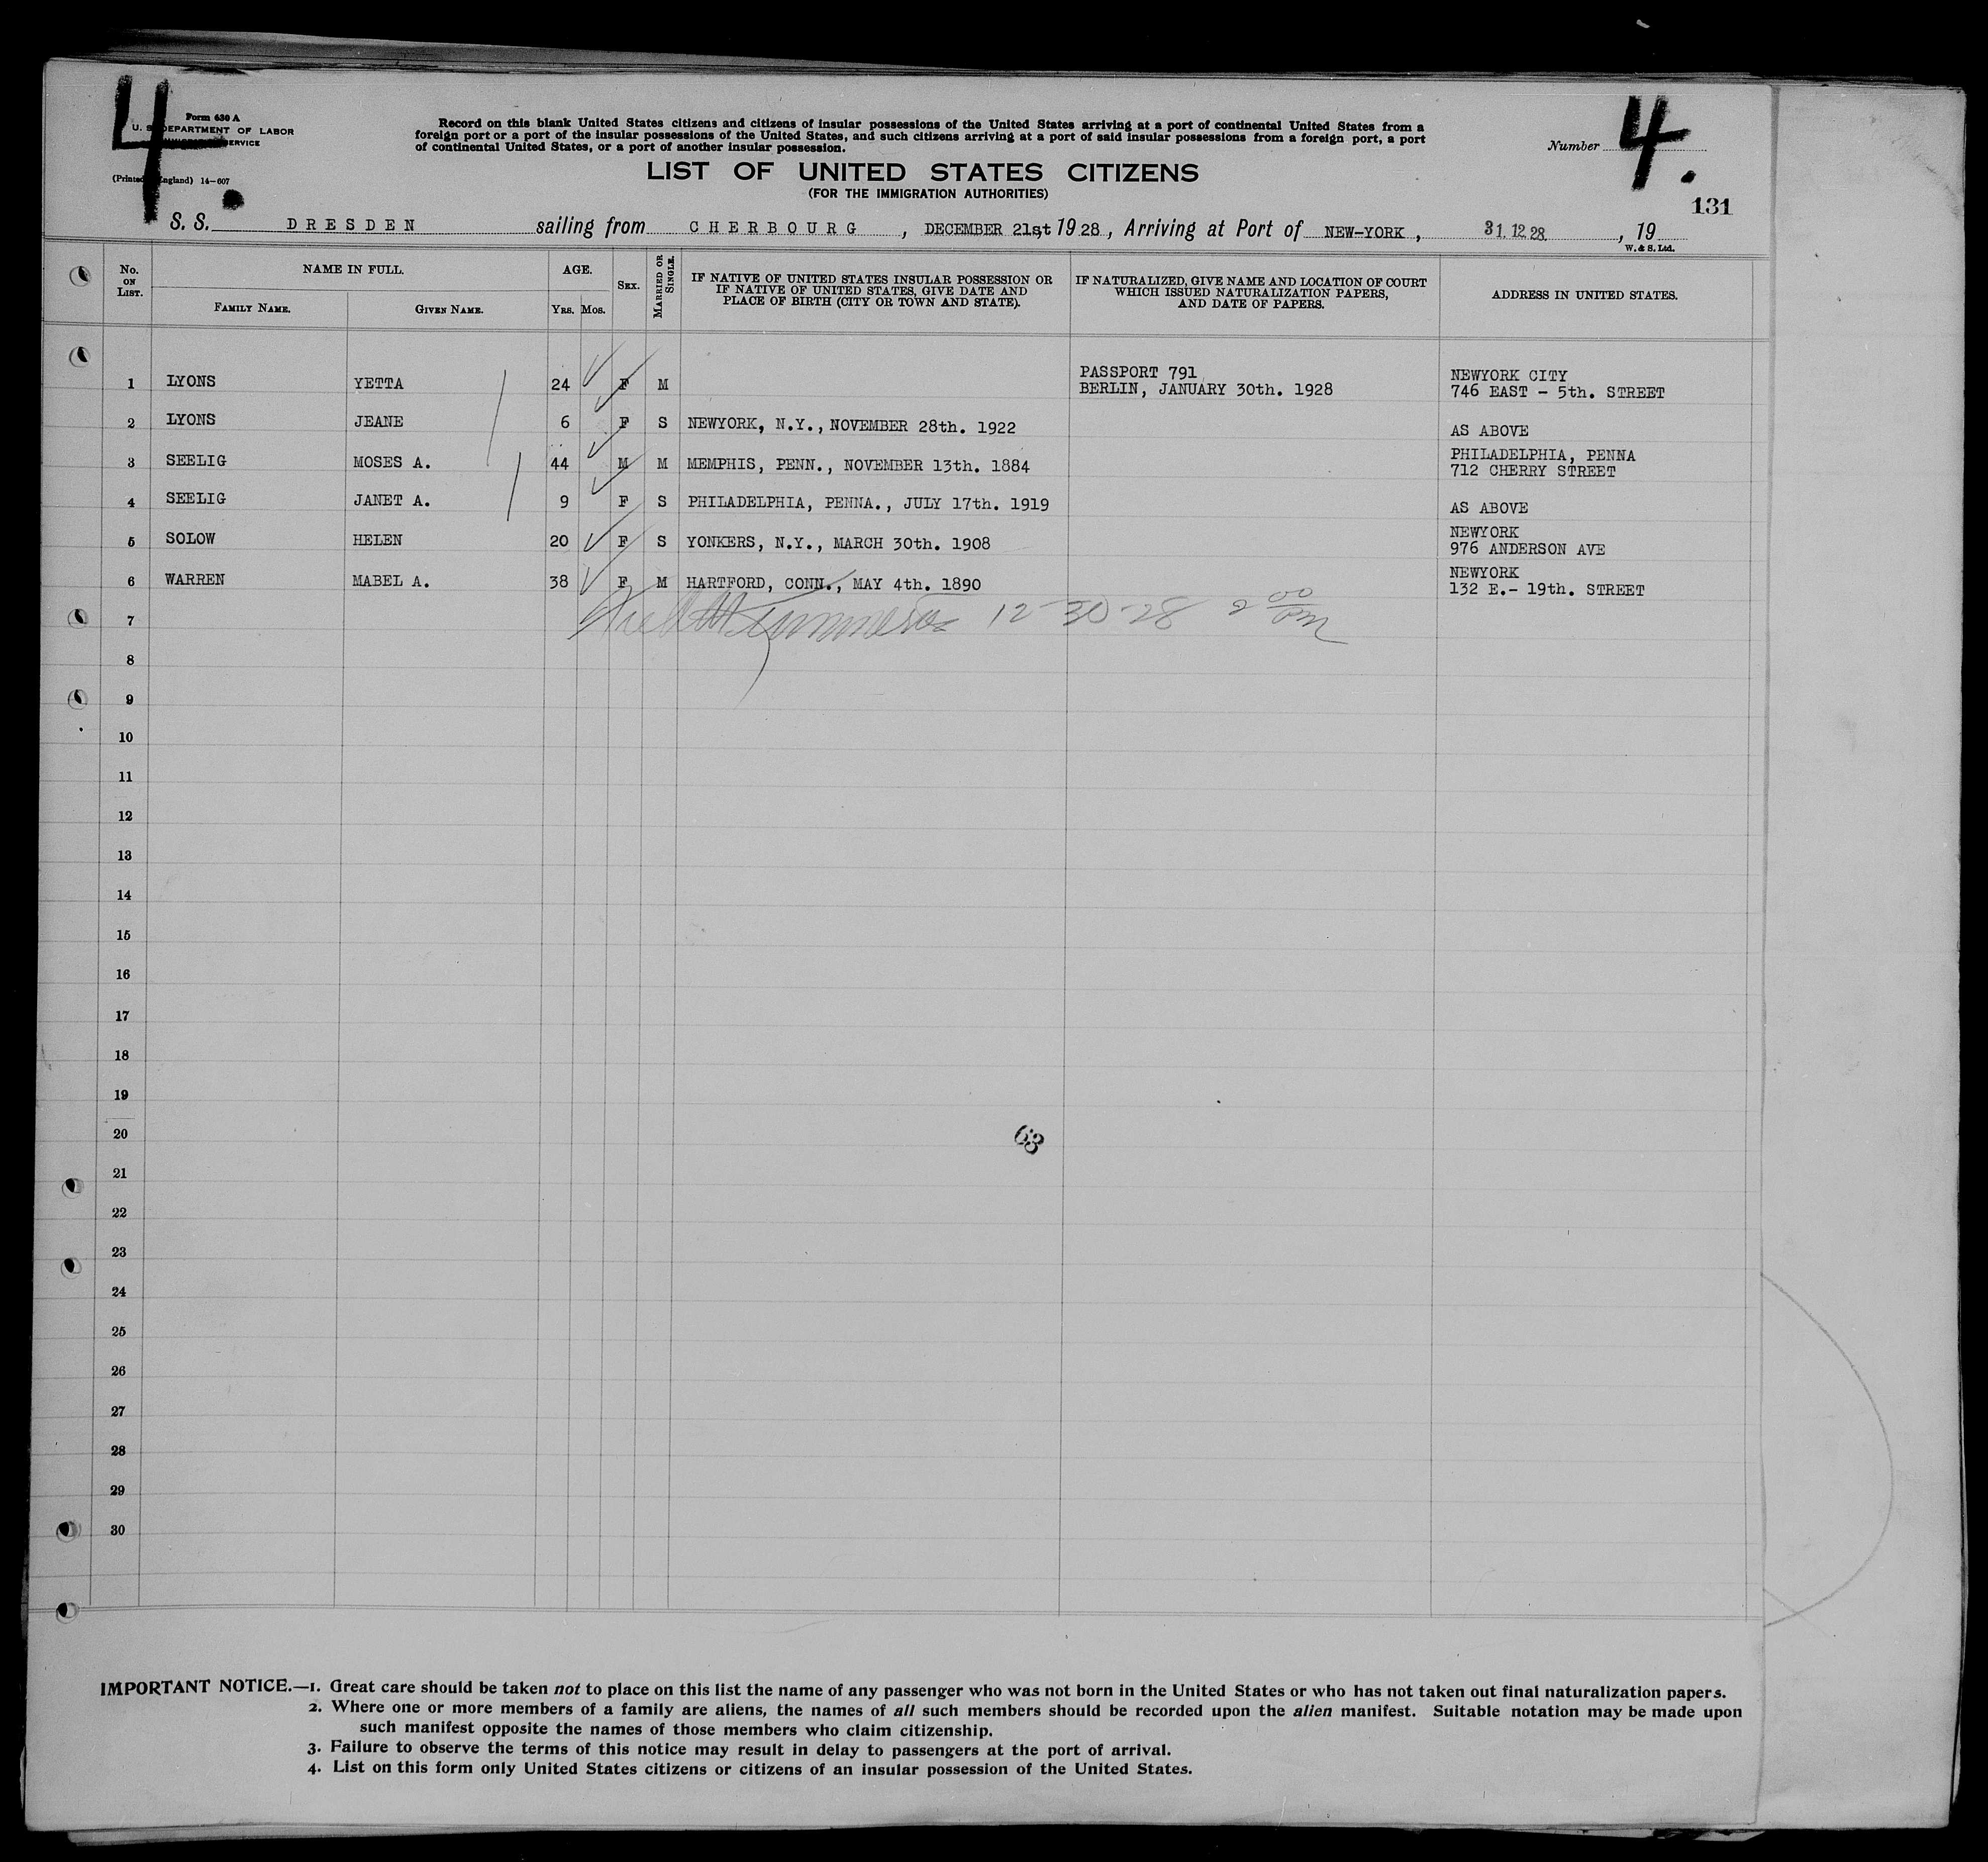 4.
Form 630 A
U. S. DEPARTMENT OF LABOR
SERVICE
(Printed England) 14—607
Record on this blank United States citizens and citizens of insular possessions of the United States arriving at a port of continental United States from a
foreign port or a port of the insular possessions of the United States, and such citizens arriving at a port of said insular possessions from a foreign port, a port
of continental United States, or a port of another insular possession.
Number 4.
LIST OF UNITED STATES CITIZENS
(FOR THE IMMIGRATION AUTHORITIES)
131
S. S. DRESDEN sailing from CHERBOURG, DECEMBER 21st 1928, Arriving at Port of NEW-YORK, 31.12.28., 19
W. & S. Ltd.
No. ON LIST.
NAME IN FULL.
FAMILY NAME.
GIVEN NAME.
AGE.
YRS. MOS.
SEX.
MARRIED OR SINGLE.
IF NATIVE OF UNITED STATES INSULAR POSSESSION OR
IF NATIVE OF UNITED STATES, GIVE DATE AND
PLACE OF BIRTH (CITY OR TOWN AND STATE).
IF NATURALIZED, GIVE NAME AND LOCATION OF COURT
WHICH ISSUED NATURALIZATION PAPERS,
AND DATE OF PAPERS.
ADDRESS IN UNITED STATES.
1 LYONS YETTA 24 F M PASSPORT 791 NEWYORK CITY
BERLIN, JANUARY 30th. 1928 746 EAST - 5th. STREET
2 LYONS JEANE 6 F S NEWYORK, N.Y., NOVEMBER 28th. 1922 AS ABOVE
3 SEELIG MOSES A. 44 M M MEMPHIS, PENN., NOVEMBER 13th. 1884 PHILADELPHIA, PENNA
712 CHERRY STREET
4 SEELIG JANET A. 9 F S PHILADELPHIA, PENNA., JULY 17th. 1919 AS ABOVE
5 SOLOW HELEN 20 F S YONKERS, N.Y., MARCH 30th. 1908 NEWYORK
976 ANDERSON AVE
6 WARREN MABEL A. 38 F M HARTFORD, CONN., MAY 4th. 1890 NEWYORK
132 E.- 19th. STREET
7 12-30-28 2 00 PM
8
9
10
11
12
13
14
15
16
17
18
19
20
63
21
22
23
24
25
26
27
28
29
30
IMPORTANT NOTICE.—1. Great care should be taken not to place on this list the name of any passenger who was not born in the United States or who has not taken out final naturalization papers.
2. Where one or more members of a family are aliens, the names of all such members should be recorded upon the alien manifest. Suitable notation may be made upon
such manifest opposite the names of those members who claim citizenship.
3. Failure to observe the terms of this notice may result in delay to passengers at the port of arrival.
4. List on this form only United States citizens or citizens of an insular possession of the United States.